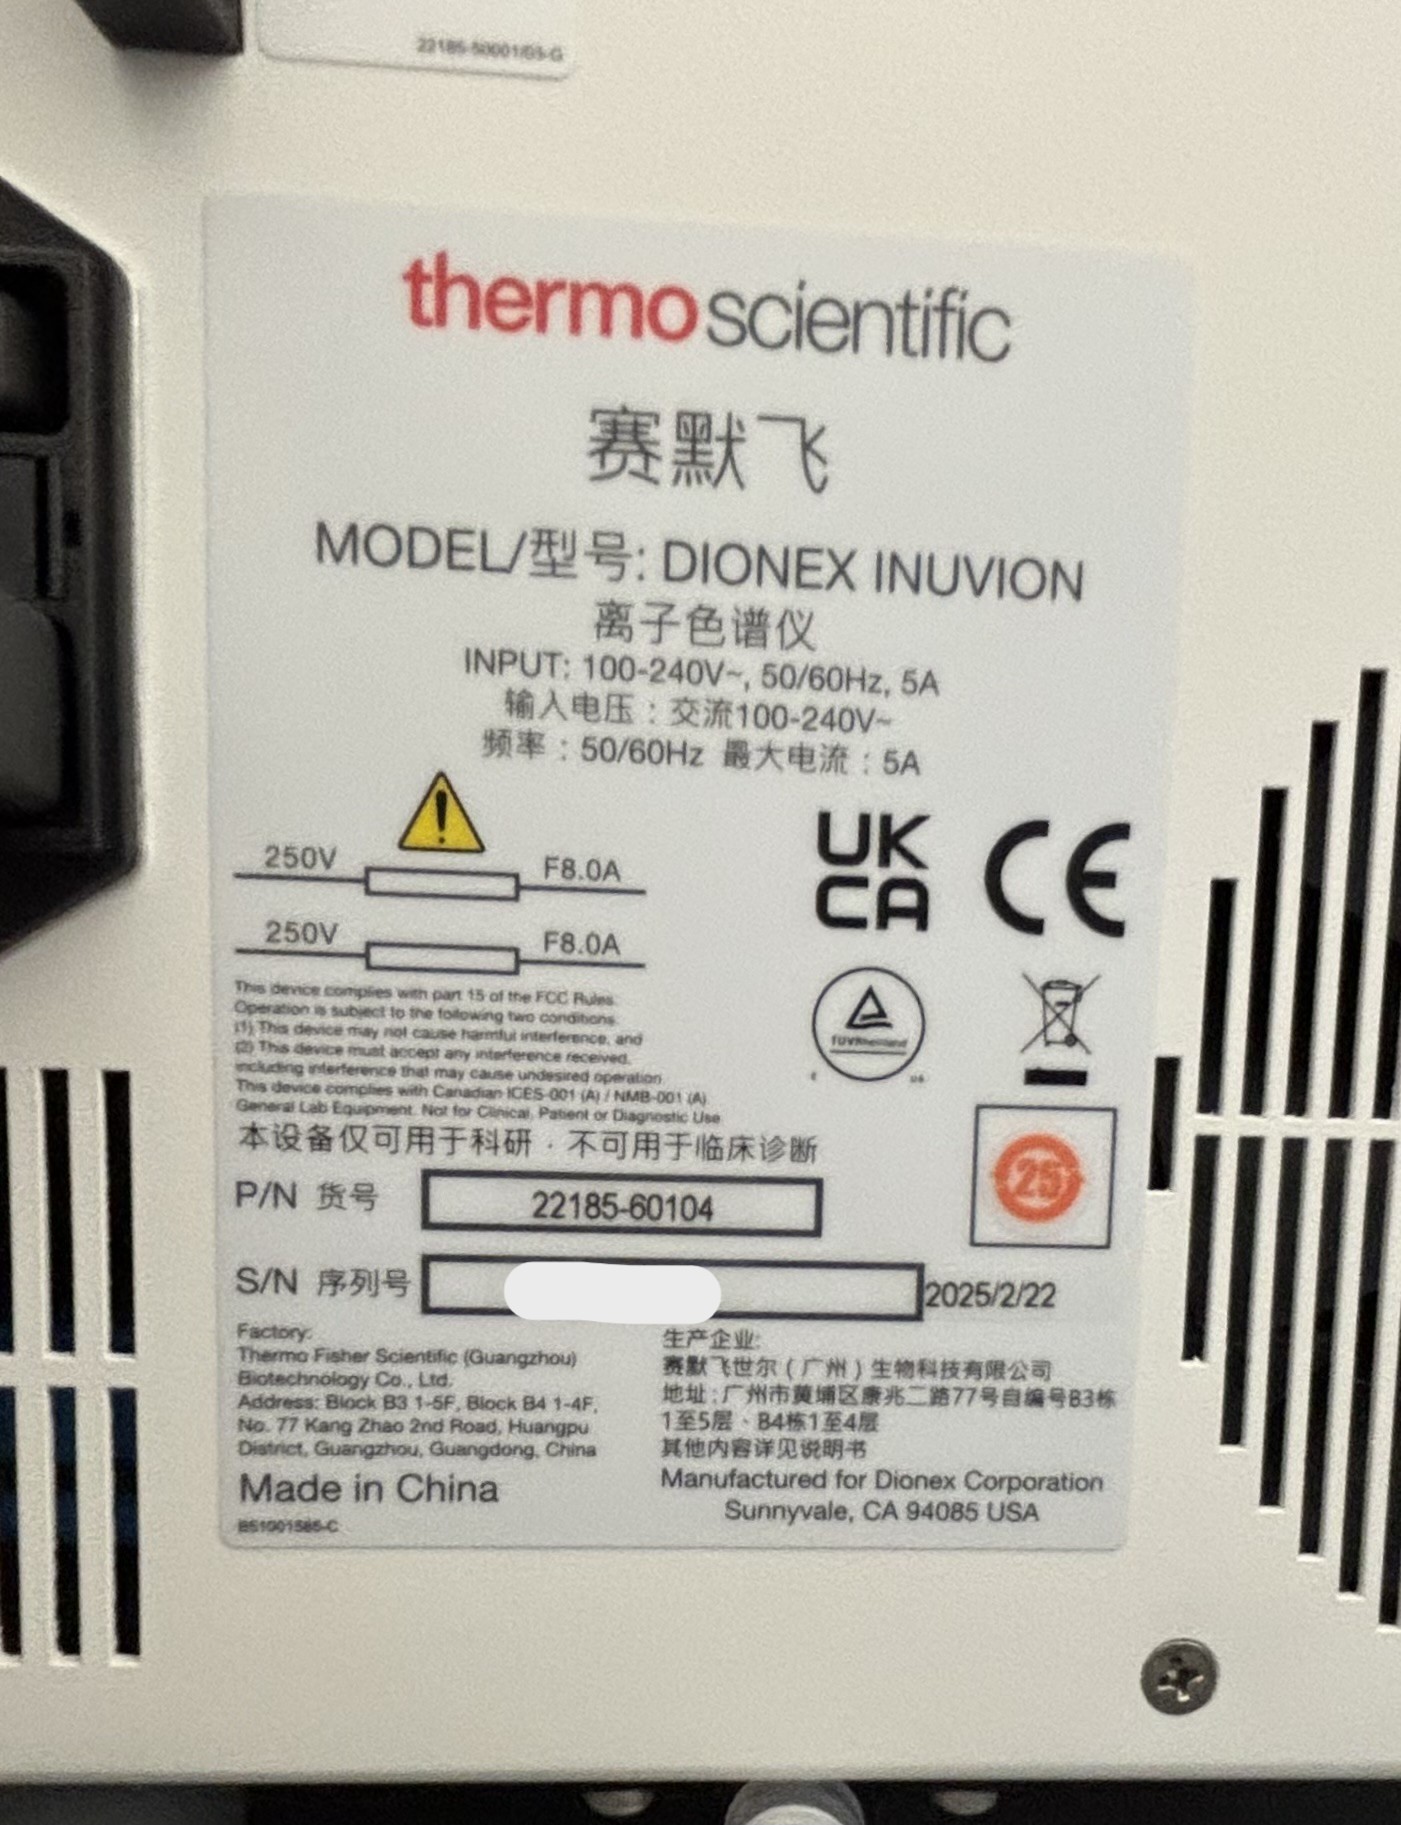 22185-50001/03-G
thermo scientific
赛默飞
MODEL/型号: DIONEX INUVION
离子色谱仪
INPUT: 100-240V~, 50/60Hz, 5A
输入电压：交流100-240V~
频率：50/60Hz 最大电流：5A
250V F8.0A
250V F8.0A
UK
CA
CE
TÜVRheinland
C US
This device complies with part 15 of the FCC Rules.
Operation is subject to the following two conditions:
(1) This device may not cause harmful interference, and
(2) This device must accept any interference received,
including interference that may cause undesired operation.
This device complies with Canadian ICES-001 (A) / NMB-001 (A)
General Lab Equipment. Not for Clinical, Patient or Diagnostic Use
本设备仅可用于科研·不可用于临床诊断
25
P/N 货号 22185-60104
S/N 序列号 2025/2/22
Factory:
Thermo Fisher Scientific (Guangzhou)
Biotechnology Co., Ltd.
Address: Block B3 1-5F, Block B4 1-4F,
No. 77 Kang Zhao 2nd Road, Huangpu
District, Guangzhou, Guangdong, China
Made in China
B51001585-C
生产企业:
赛默飞世尔（广州）生物科技有限公司
地址：广州市黄埔区康兆二路77号自编号B3栋
1至5层、B4栋1至4层
其他内容详见说明书
Manufactured for Dionex Corporation
Sunnyvale, CA 94085 USA